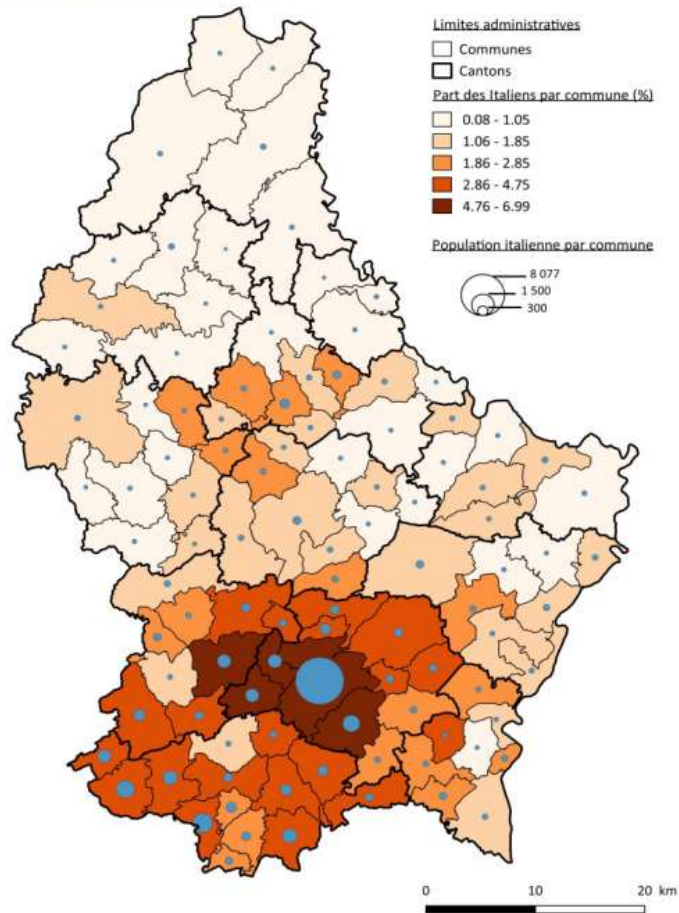 Limites administratives
Communes
Cantons
Part des Italiens par commune (%)
0.08 - 1.05
1.06 - 1.85
1.86 - 2.85
2.86 - 4.75
4.76 - 6.99
Population italienne par commune
8 077
1 500
300
0 10 20 km